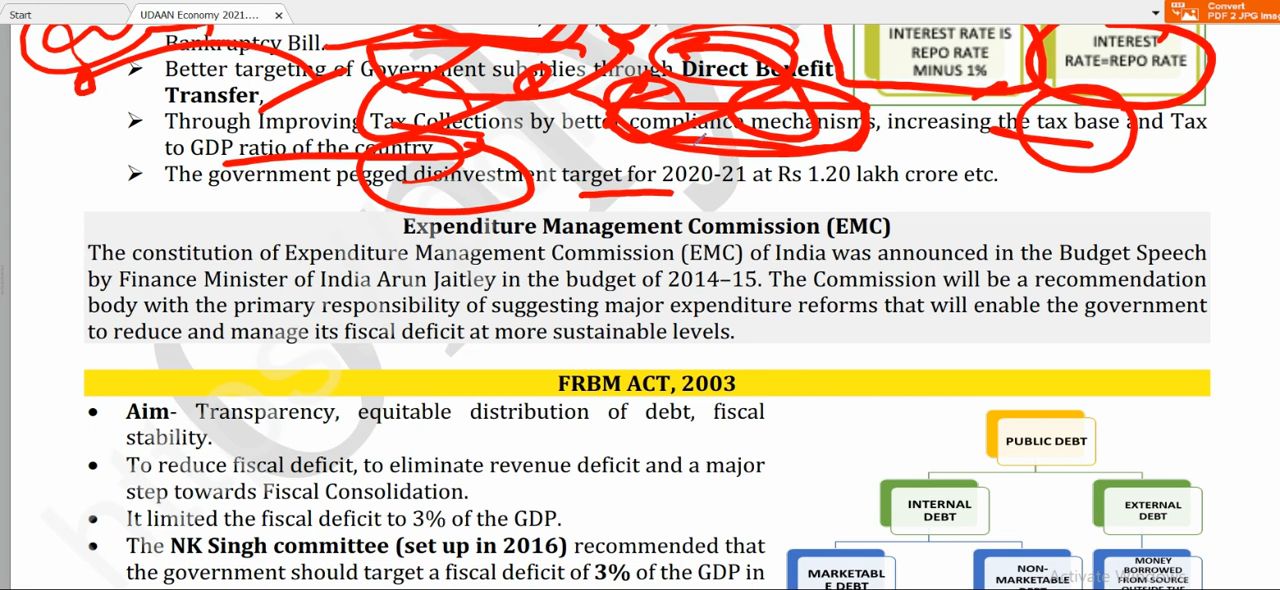 Start
UDAAN Economy 2021....
Convert
PDF 2 JPG Imag
Bankruptcy Bill.
INTEREST RATE IS
REPO RATE
MINUS 1%
INTEREST
RATE=REPO RATE
➢ Better targeting of Government subsidies through Direct Benefit
Transfer,
➢ Through Improving Tax Collections by better compliance mechanisms, increasing the tax base and Tax
to GDP ratio of the country
➢ The government pegged disinvestment target for 2020-21 at Rs 1.20 lakh crore etc.
Expenditure Management Commission (EMC)
The constitution of Expenditure Management Commission (EMC) of India was announced in the Budget Speech
by Finance Minister of India Arun Jaitley in the budget of 2014–15. The Commission will be a recommendation
body with the primary responsibility of suggesting major expenditure reforms that will enable the government
to reduce and manage its fiscal deficit at more sustainable levels.
FRBM ACT, 2003
• Aim- Transparency, equitable distribution of debt, fiscal
stability.
• To reduce fiscal deficit, to eliminate revenue deficit and a major
step towards Fiscal Consolidation.
• It limited the fiscal deficit to 3% of the GDP.
• The NK Singh committee (set up in 2016) recommended that
the government should target a fiscal deficit of 3% of the GDP in
PUBLIC DEBT
INTERNAL
DEBT
EXTERNAL
DEBT
MARKETABL
E DEBT
NON-
MARKETABLE
MONEY
BORROWED
FROM SOURCE
OUTSIDE THE
Activate Windows